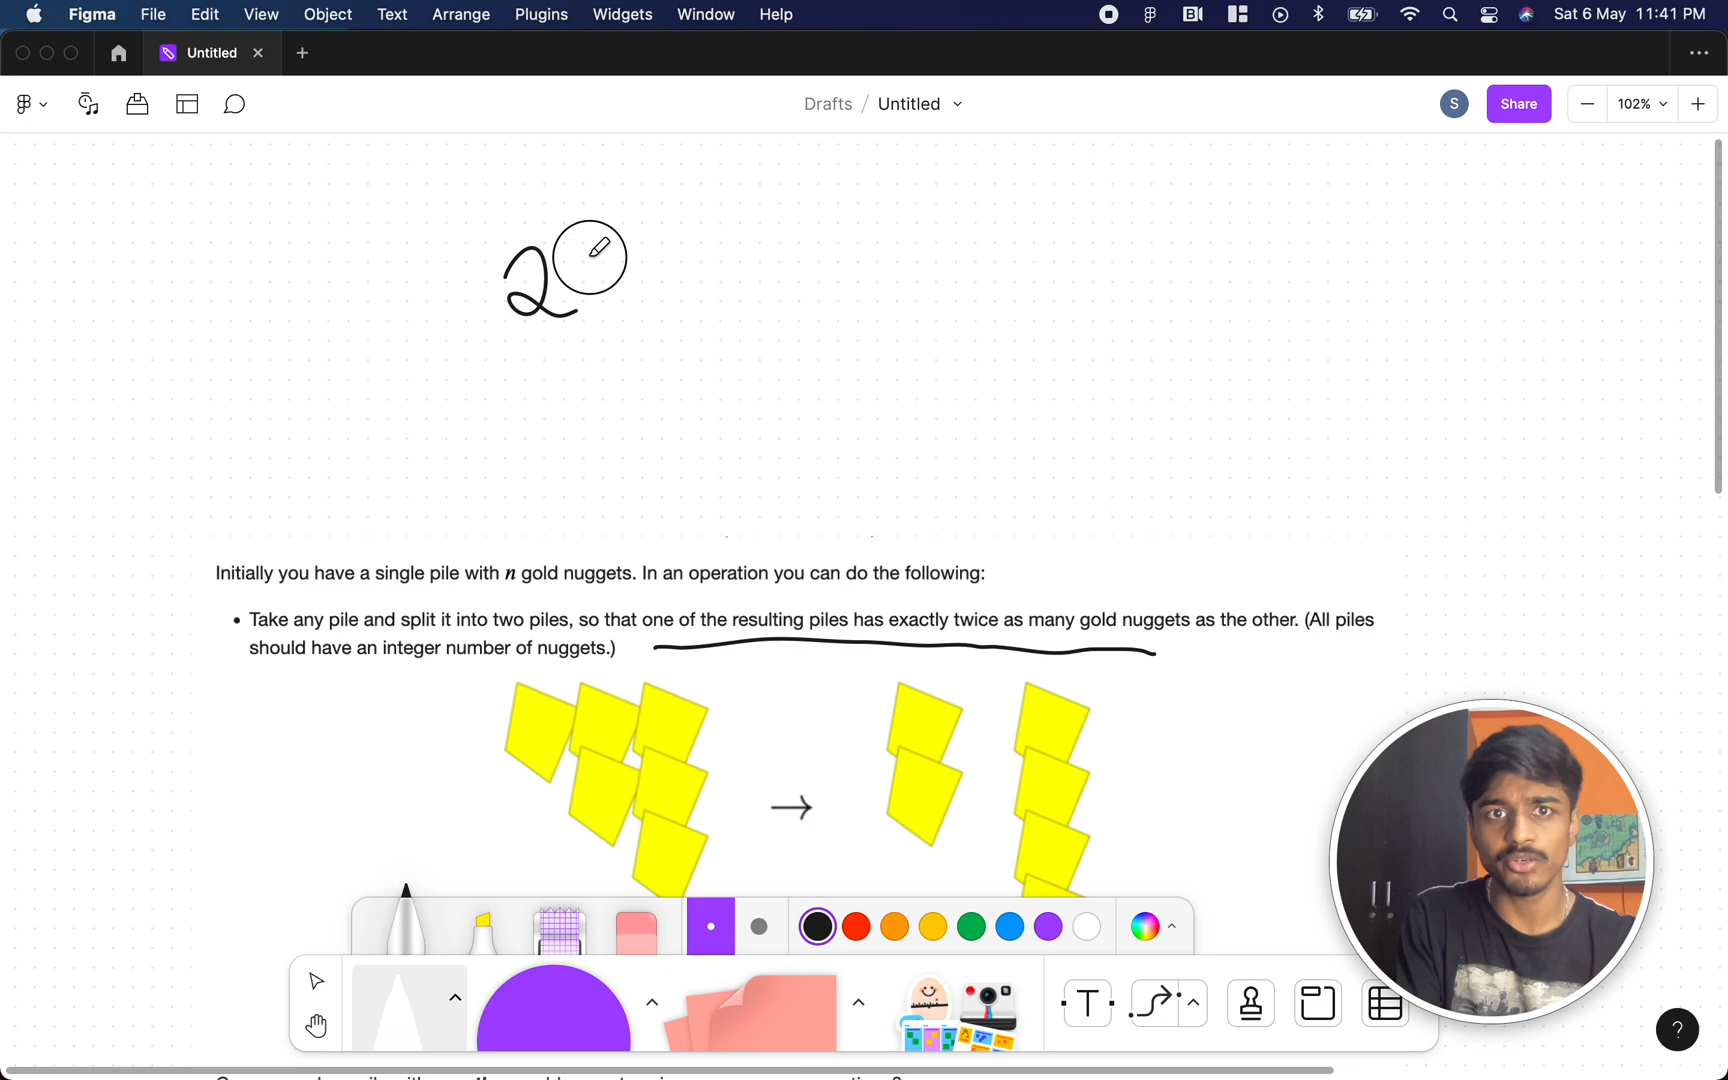 Figma File Edit View Object Text Arrange Plugins Widgets Window Help Sat 6 May 11:41 PM
Untitled
Drafts / Untitled S Share 102%
2
Initially you have a single pile with n gold nuggets. In an operation you can do the following:
• Take any pile and split it into two piles, so that one of the resulting piles has exactly twice as many gold nuggets as the other. (All piles
should have an integer number of nuggets.)
→
T
?